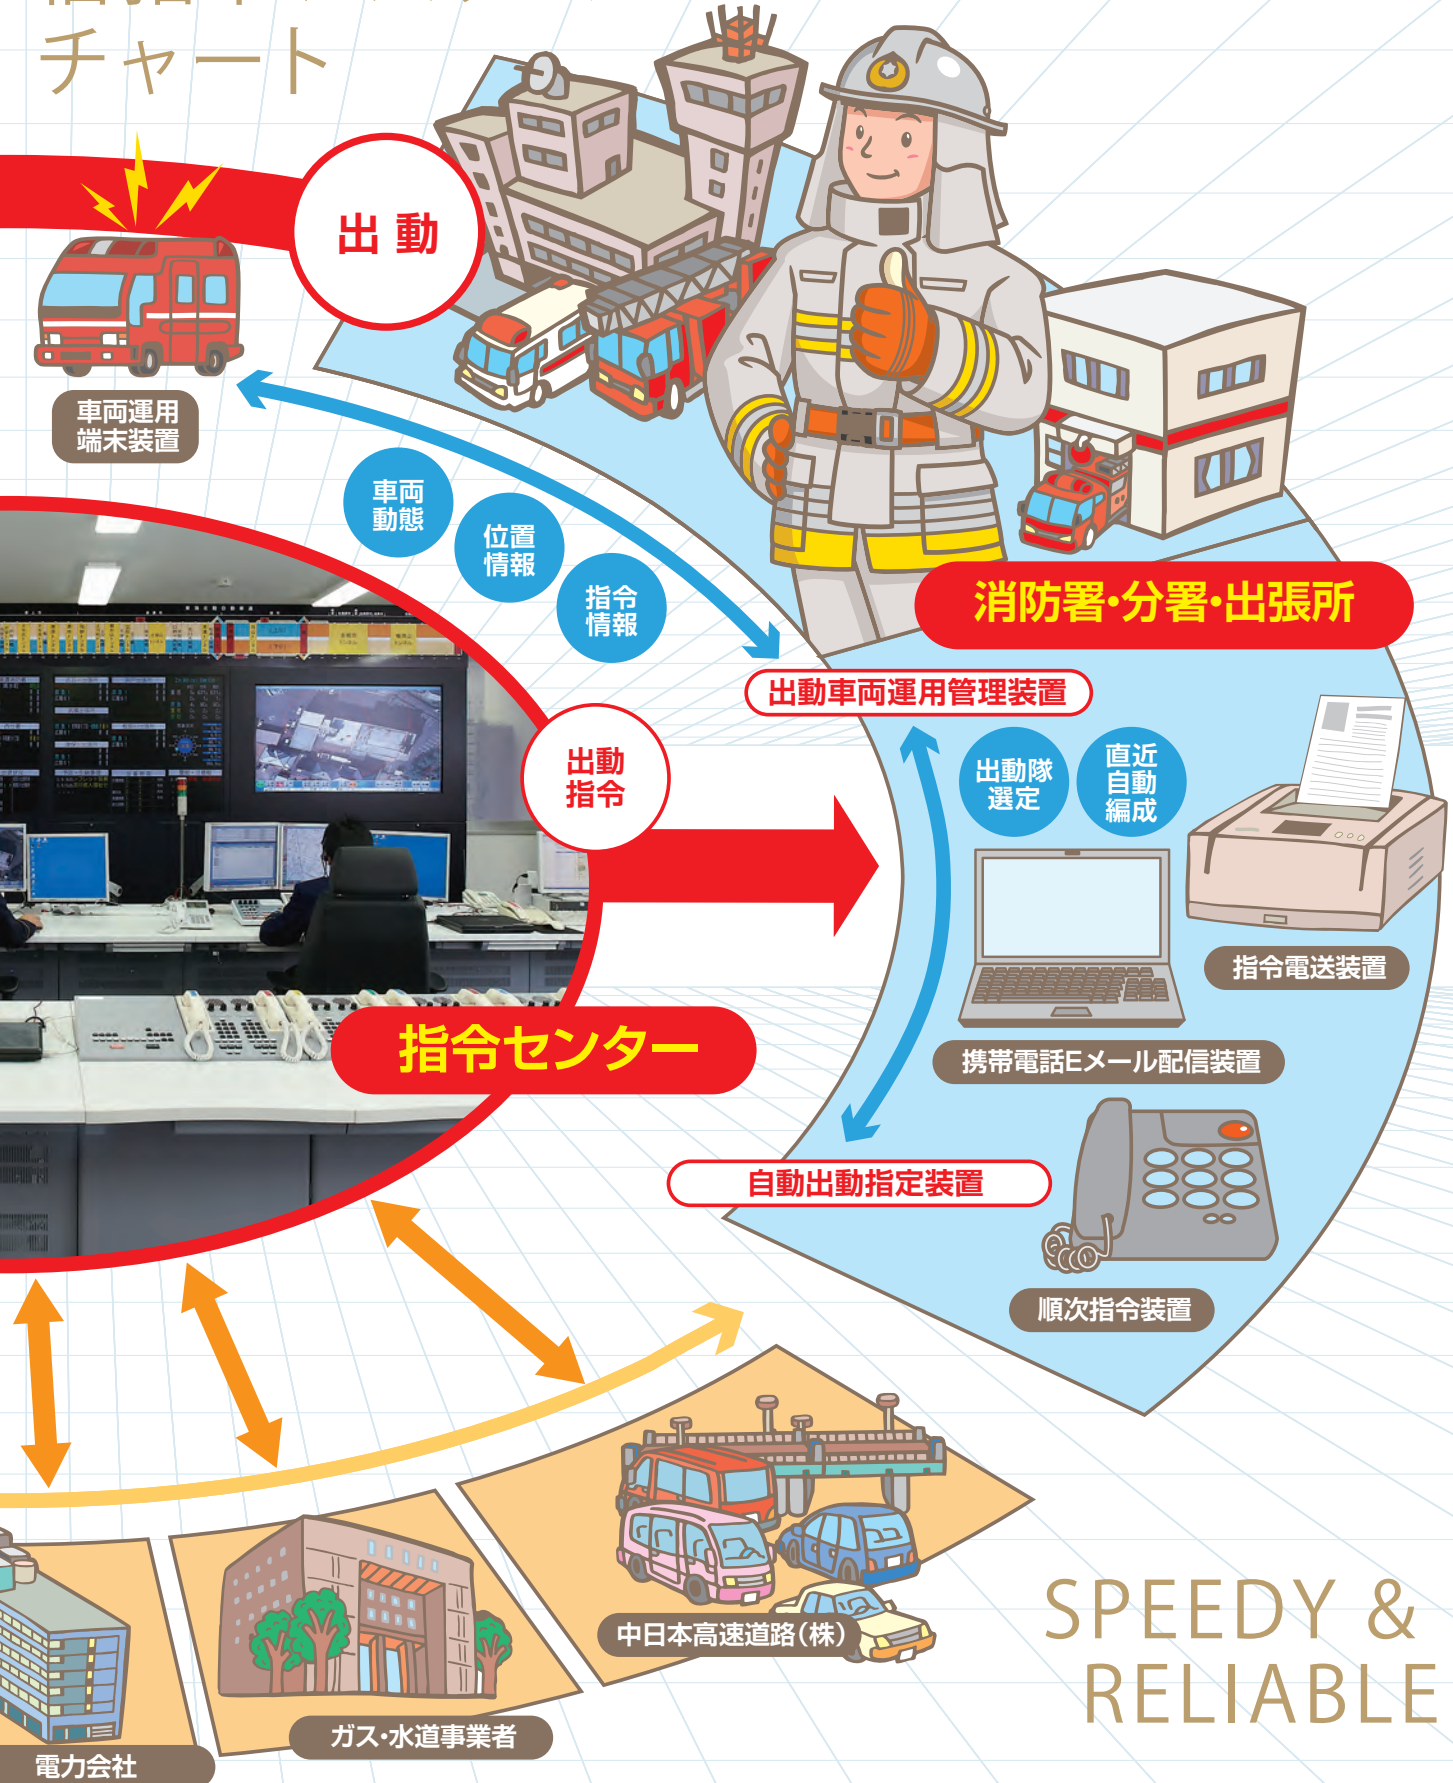 チャート
出動
車両運用
端末装置
車両
動態
位置
情報
指令
情報
消防署・分署・出張所
出動車両運用管理装置
出動
指令
出動隊
選定
直近
自動
編成
指令電送装置
指令センター
携帯電話Eメール配信装置
自動出動指定装置
順次指令装置
中日本高速道路(株)
ガス・水道事業者
電力会社
SPEEDY &
RELIABLE